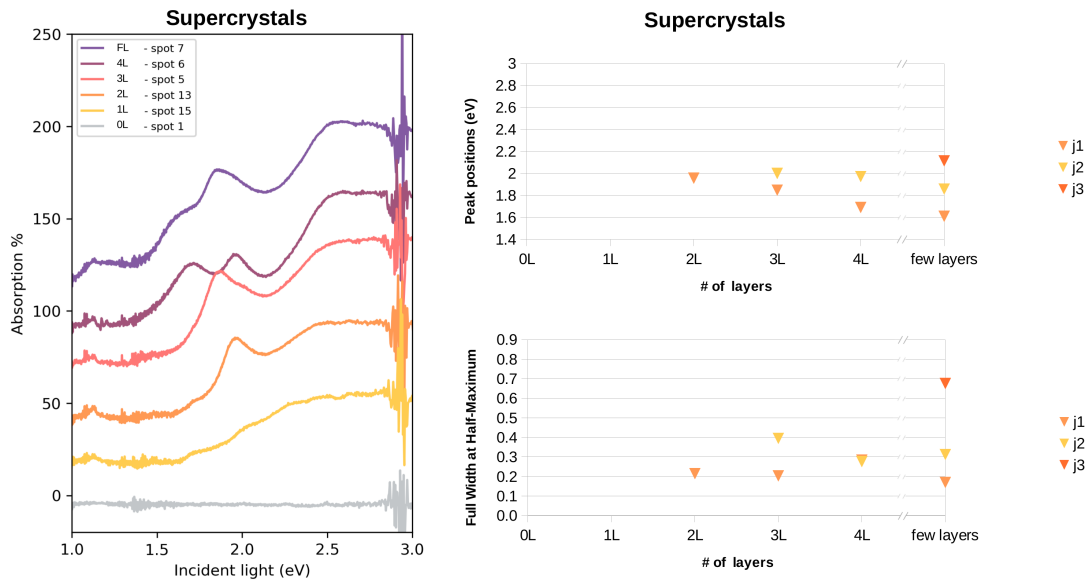 Supercrystals
250
200
150
100
50
0
Absorption %
FL - spot 7
4L - spot 6
3L - spot 5
2L - spot 13
1L - spot 15
0L - spot 1
1.0 1.5 2.0 2.5 3.0
Incident light (eV)
Supercrystals
Peak positions (eV)
3
2.8
2.6
2.4
2.2
2
1.8
1.6
1.4
0L 1L 2L 3L 4L few layers
# of layers
j1
j2
j3
Full Width at Half-Maximum
0.9
0.8
0.7
0.6
0.5
0.4
0.3
0.2
0.1
0.0
0L 1L 2L 3L 4L few layers
# of layers
j1
j2
j3